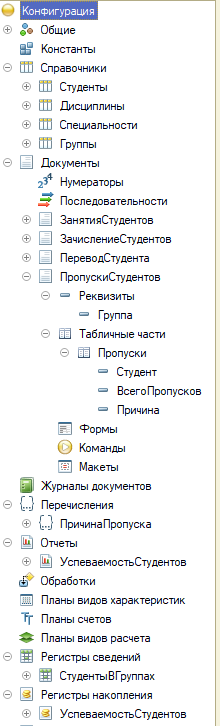 Конфигурация
Общие
Константы
Справочники
Студенты
Дисциплины
Специальности
Группы
Документы
Нумераторы
Последовательности
ЗанятияСтудентов
ЗачислениеСтудентов
ПереводСтудента
ПропускиСтудентов
Реквизиты
Группа
Табличные части
Пропуски
Студент
ВсегоПропусков
Причина
Формы
Команды
Макеты
Журналы документов
Перечисления
ПричинаПропуска
Отчеты
УспеваемостьСтудентов
Обработки
Планы видов характеристик
Планы счетов
Планы видов расчета
Регистры сведений
СтудентыВГруппах
Регистры накопления
УспеваемостьСтудентов